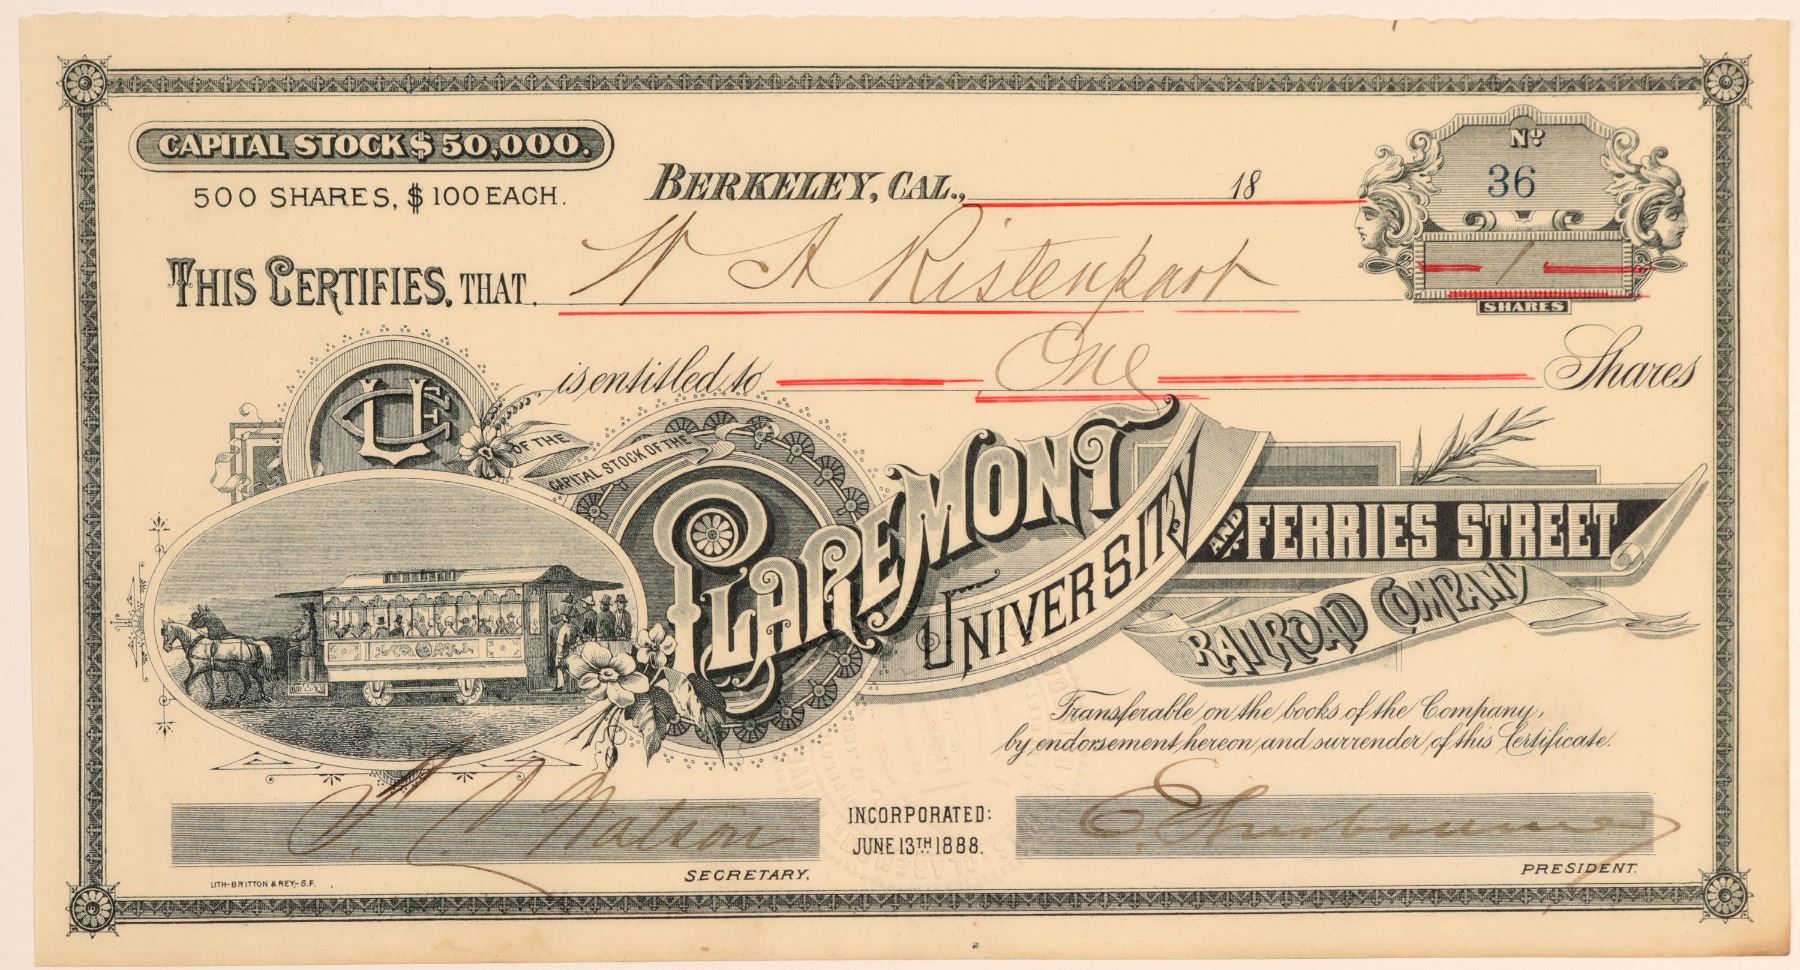 CAPITAL STOCK $ 50,000.
500 SHARES, $ 100 EACH.
BERKELEY, CAL., 18
No.
36
1
SHARES
THIS CERTIFIES, THAT W A Ristenpart
is entitled to One Shares
CUF
OF THE
CAPITAL STOCK OF THE
CLAREMONT
UNIVERSITY
AND FERRIES STREET
RAILROAD COMPANY
Transferable on the books of the Company,
by endorsement hereon and surrender of this Certificate.
Watson
SECRETARY,
INCORPORATED:
JUNE 13TH 1888.
PRESIDENT.
LITH-BRITTON & REY,- S.F.